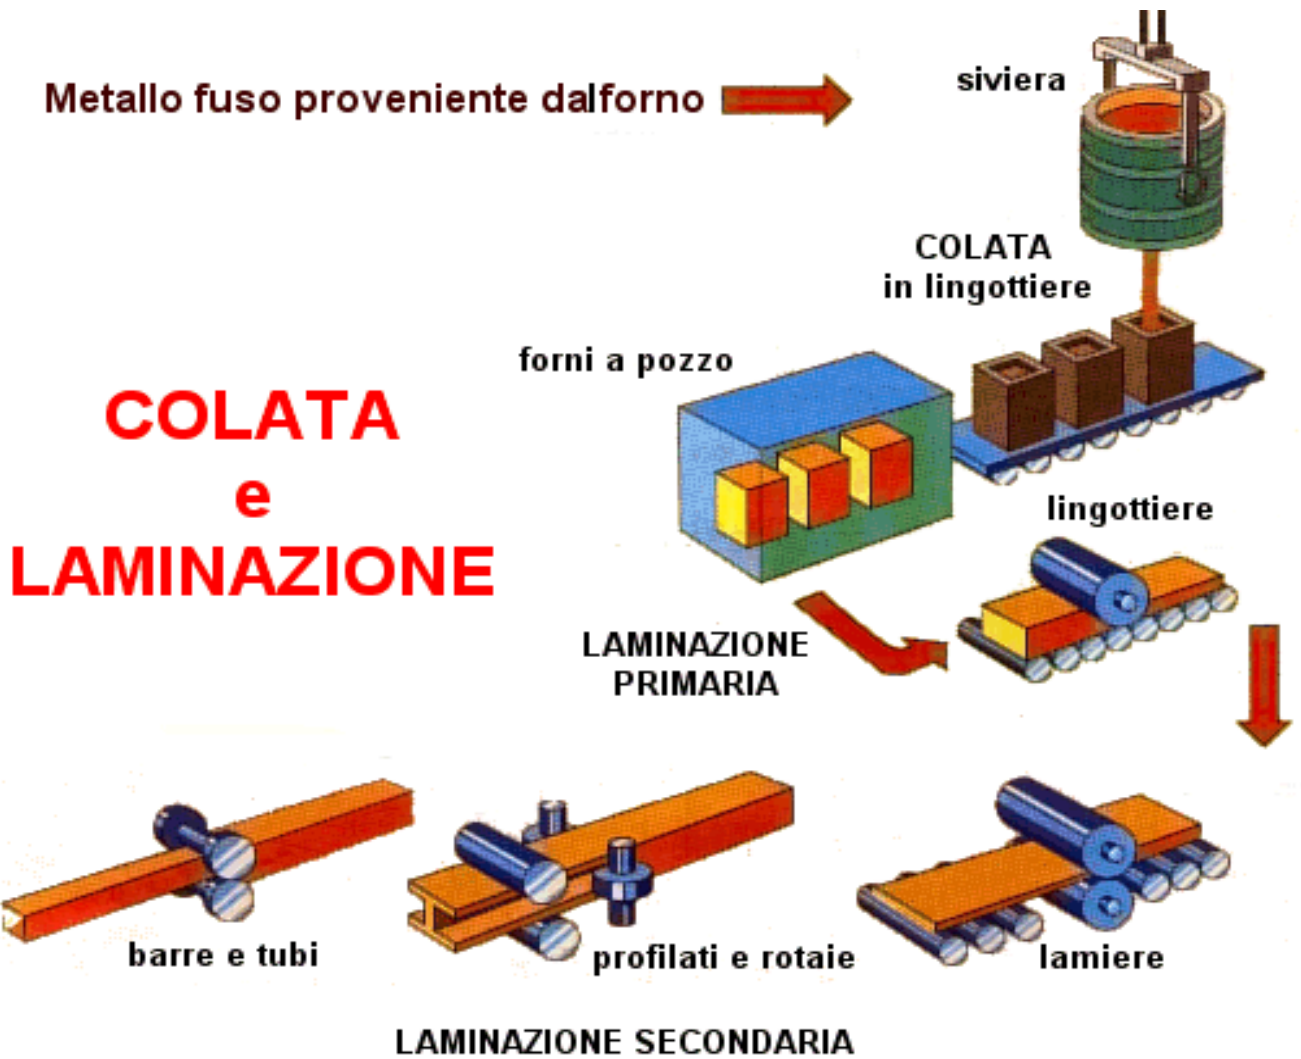 Metallo fuso proveniente dalforno
siviera
COLATA
in lingottiere
forni a pozzo
COLATA
e
LAMINAZIONE
lingottiere
LAMINAZIONE
PRIMARIA
barre e tubi
profilati e rotaie
lamiere
LAMINAZIONE SECONDARIA